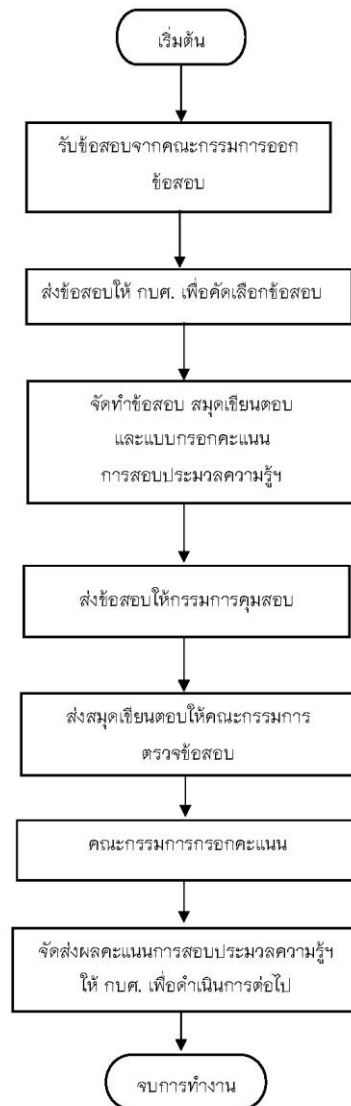 เริ่มต้น
รับข้อสอบจากคณะกรรมการออก
ข้อสอบ
ส่งข้อสอบให้ กบศ. เพื่อคัดเลือกข้อสอบ
จัดทำข้อสอบ สมุดเขียนตอบ
และแบบกรอกคะแนน
การสอบประมวลความรู้ฯ
ส่งข้อสอบให้กรรมการคุมสอบ
ส่งสมุดเขียนตอบให้คณะกรรมการ
ตรวจข้อสอบ
คณะกรรมการกรอกคะแนน
จัดส่งผลคะแนนการสอบประมวลความรู้ฯ
ให้ กบศ. เพื่อดำเนินการต่อไป
จบการทำงาน